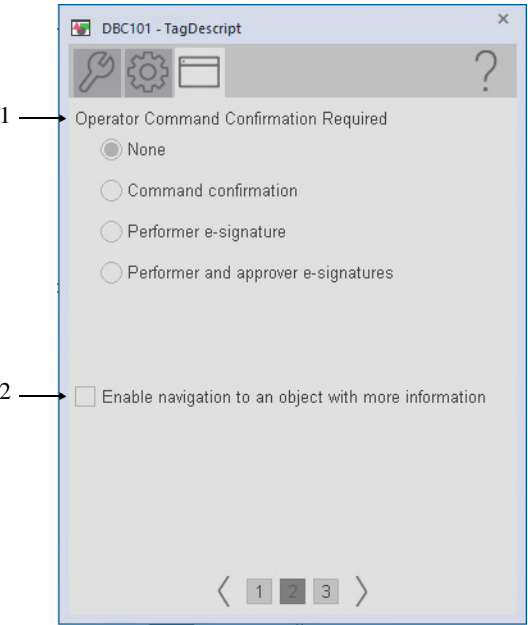 DBC101 - TagDescript
×
?
1
Operator Command Confirmation Required
None
Command confirmation
Performer e-signature
Performer and approver e-signatures
2
Enable navigation to an object with more information
1 2 3